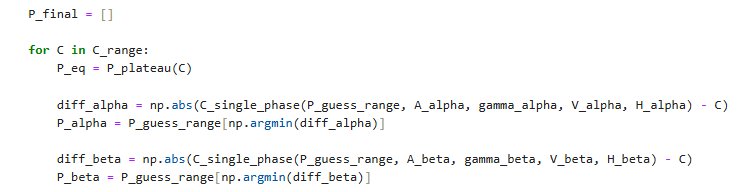 P_final = []
for C in C_range:
    P_eq = P_plateau(C)
    diff_alpha = np.abs(C_single_phase(P_guess_range, A_alpha, gamma_alpha, V_alpha, H_alpha) - C)
    P_alpha = P_guess_range[np.argmin(diff_alpha)]
    diff_beta = np.abs(C_single_phase(P_guess_range, A_beta, gamma_beta, V_beta, H_beta) - C)
    P_beta = P_guess_range[np.argmin(diff_beta)]